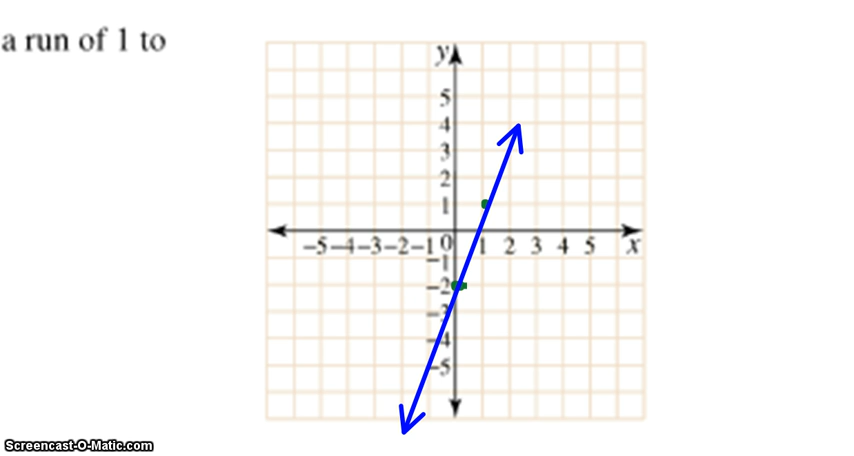 a run of 1 to
y
5
4
3
2
1
-5-4-3-2-1 0 1 2 3 4 5 x
-1
-2
-3
-4
-5
Screencast-O-Matic.com